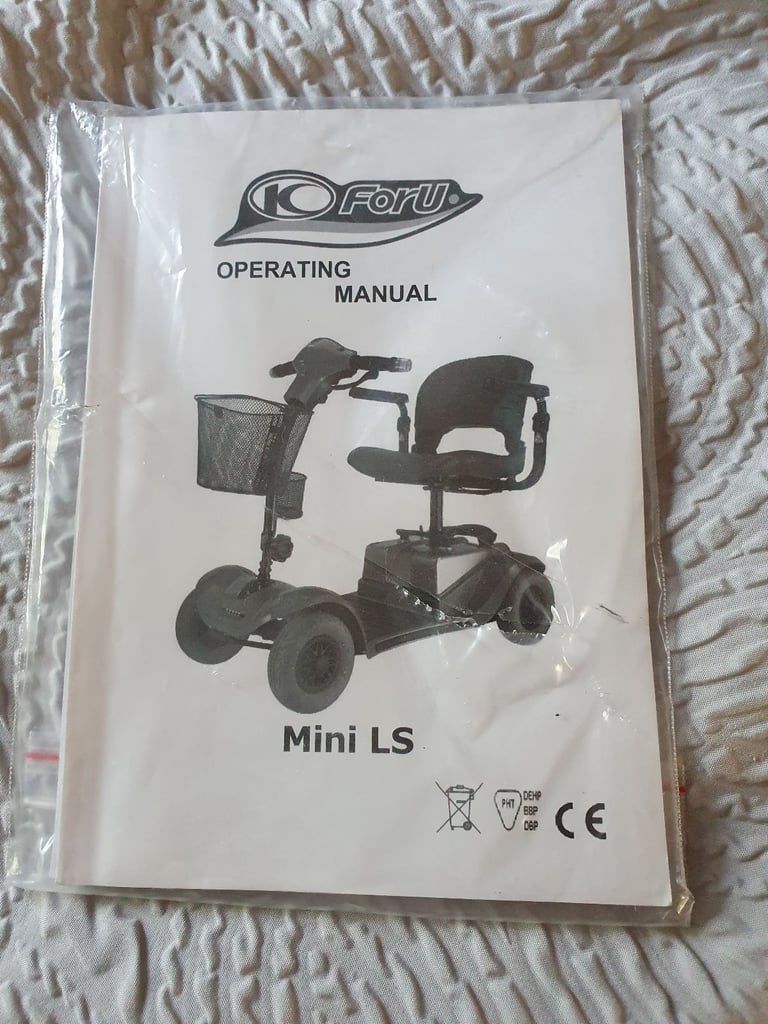 K ForU
OPERATING
MANUAL
Mini LS
PHT
DEHP
BBP
DBP
CE